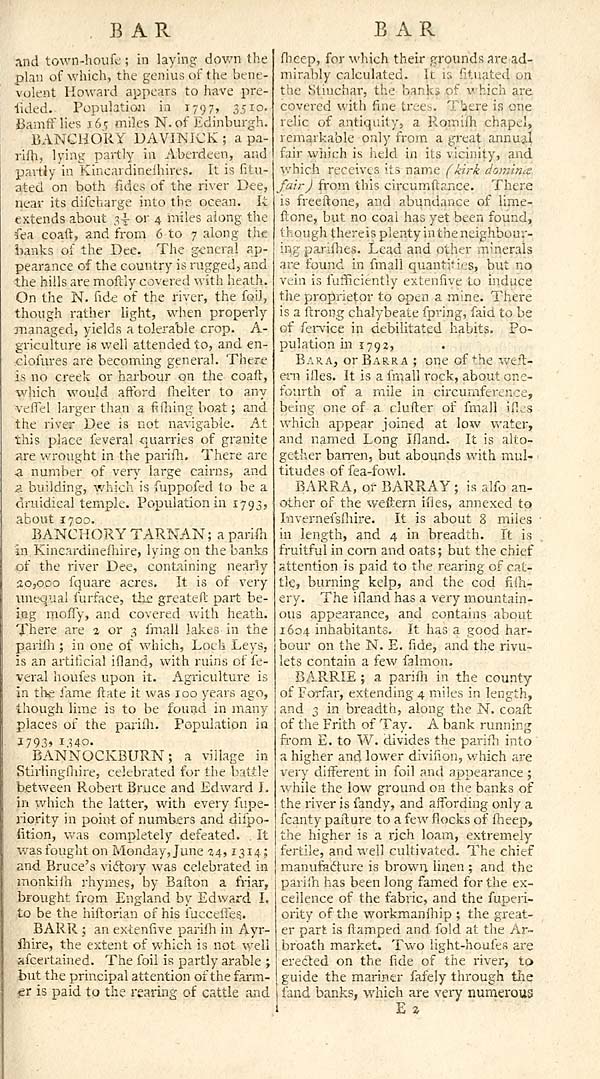 BAR
and town-houſe; in laying down the
plan of which, the genius of the bene-
volent Howard appears to have pre-
ſided. Population in 1797, 3510.
Bamff lies 165 miles N. of Edinburgh.
BANCHORY DAVINICK; a pa-
riſh, lying partly in Aberdeen, and
partly in Kincardineſhires. It is ſitu-
ated on both ſides of the river Dee,
near its diſcharge into the ocean. It
extends about 3½ or 4 miles along the
ſea coaſt, and from 6 to 7 along the
banks of the Dee. The general ap-
pearance of the country is rugged, and
the hills are moſtly covered with heath.
On the N. ſide of the river, the ſoil,
though rather light, when properly
managed, yields a tolerable crop. A-
griculture is well attended to, and en-
cloſures are becoming general. There
is no creek or harbour on the coaſt,
which would afford ſhelter to any
veſſel larger than a fiſhing boat; and
the river Dee is not navigable. At
this place ſeveral quarries of granite
are wrought in the pariſh. There are
a number of very large cairns, and
a building, which is ſuppoſed to be a
druidical temple. Population in 1793,
about 1700.
BANCHORY TARNAN; a pariſh
in Kincardineſhire, lying on the banks
of the river Dee, containing nearly
20,000 ſquare acres. It is of very
unequal ſurface, the greateſt part be-
ing moſſy, and covered with heath.
There are 2 or 3 ſmall lakes in the
pariſh; in one of which, Loch Leys,
is an artificial iſland, with ruins of ſe-
veral houſes upon it. Agriculture is
in the ſame ſtate it was 100 years ago,
though lime is to be found in many
places of the pariſh. Population in
1793, 1340.
BANNOCKBURN; a village in
Stirlingſhire, celebrated for the battle
between Robert Bruce and Edward I.
in which the latter, with every ſupe-
riority in point of numbers and diſpo-
ſition, was completely defeated. It
was fought on Monday, June 24, 1314;
and Bruce's victory was celebrated in
monkiſh rhymes, by Baſton a friar,
brought from England by Edward I.
to be the hiſtorian of his ſucceſſes.
BARR; an extenſive pariſh in Ayr-
ſhire, the extent of which is not well
aſcertained. The ſoil is partly arable;
but the principal attention of the farm-
er is paid to the rearing of cattle and
BAR
ſheep, for which their grounds are ad-
mirably calculated. It is ſituated on
the Stinchar, the banks of which are
covered with fine trees. There is one
relic of antiquity, a Romiſh chapel,
remarkable only from a great annual
fair which is held in its vicinity, and
which receives its name (kirk dominæ
fair) from this circumſtance. There
is freeſtone, and abundance of lime-
ſtone, but no coal has yet been found,
though there is plenty in the neighbour-
ing pariſhes. Lead and other minerals
are found in ſmall quantities, but no
vein is ſufficiently extenſive to induce
the proprietor to open a mine. There
is a ſtrong chalybeate ſpring, ſaid to be
of ſervice in debilitated habits. Po-
pulation in 1792, .
BARA, or BARRA; one of the weſt-
ern iſles. It is a ſmall rock, about one-
fourth of a mile in circumference,
being one of a cluſter of ſmall iſles
which appear joined at low water,
and named Long Iſland. It is alto-
gether barren, but abounds with mul-
titudes of ſea-fowl.
BARRA, or BARRAY; is alſo an-
other of the weſtern iſles, annexed to
Inverneſsſhire. It is about 8 miles
in length, and 4 in breadth. It is
fruitful in corn and oats; but the chief
attention is paid to the rearing of cat-
tle, burning kelp, and the cod fiſh-
ery. The iſland has a very mountain-
ous appearance, and contains about
1604 inhabitants. It has a good har-
bour on the N. E. ſide, and the rivu-
lets contain a few ſalmon.
BARRIE; a pariſh in the county
of Forfar, extending 4 miles in length,
and 3 in breadth, along the N. coaſt
of the Frith of Tay. A bank running
from E. to W. divides the pariſh into
a higher and lower diviſion, which are
very different in ſoil and appearance;
while the low ground on the banks of
the river is ſandy, and affording only a
ſcanty paſture to a few flocks of ſheep,
the higher is a rich loam, extremely
fertile, and well cultivated. The chief
manufacture is brown linen; and the
pariſh has been long famed for the ex-
cellence of the fabric, and the ſuperi-
ority of the workmanſhip; the great-
er part is ſtamped and ſold at the Ar-
broath market. Two light-houſes are
erected on the ſide of the river, to
guide the mariner ſafely through the
ſand banks, which are very numerous
E 2